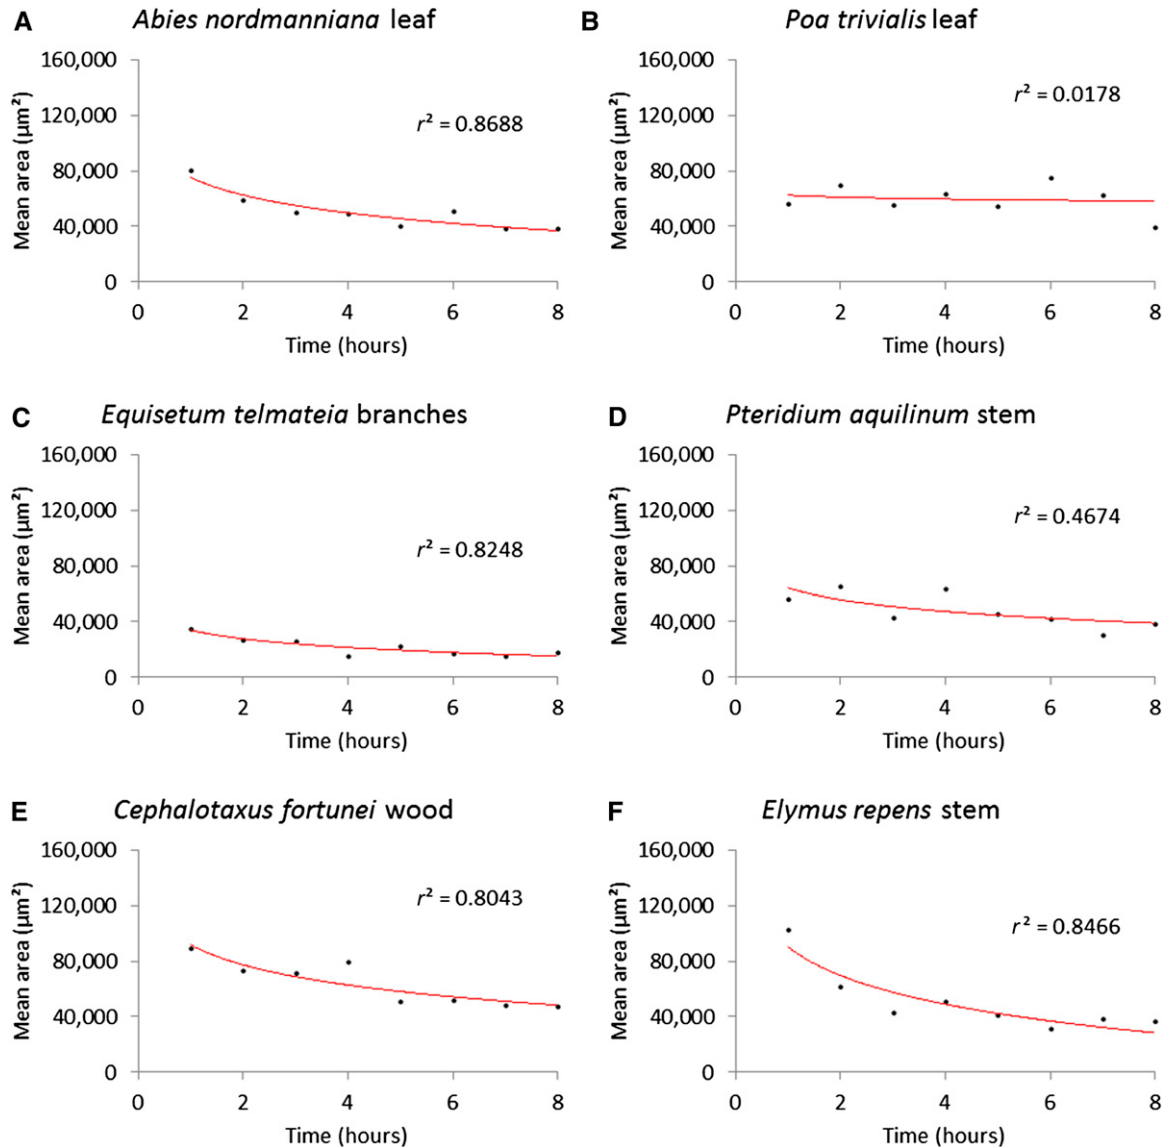 A
Abies nordmanniana leaf
Mean area (µm²)
160,000
120,000
80,000
40,000
0
r² = 0.8688
0 2 4 6 8
Time (hours)
B
Poa trivialis leaf
Mean area (µm²)
160,000
120,000
80,000
40,000
0
r² = 0.0178
0 2 4 6 8
Time (hours)
C
Equisetum telmateia branches
Mean area (µm²)
160,000
120,000
80,000
40,000
0
r² = 0.8248
0 2 4 6 8
Time (hours)
D
Pteridium aquilinum stem
Mean area (µm²)
160,000
120,000
80,000
40,000
0
r² = 0.4674
0 2 4 6 8
Time (hours)
E
Cephalotaxus fortunei wood
Mean area (µm²)
160,000
120,000
80,000
40,000
0
r² = 0.8043
0 2 4 6 8
Time (hours)
F
Elymus repens stem
Mean area (µm²)
160,000
120,000
80,000
40,000
0
r² = 0.8466
0 2 4 6 8
Time (hours)